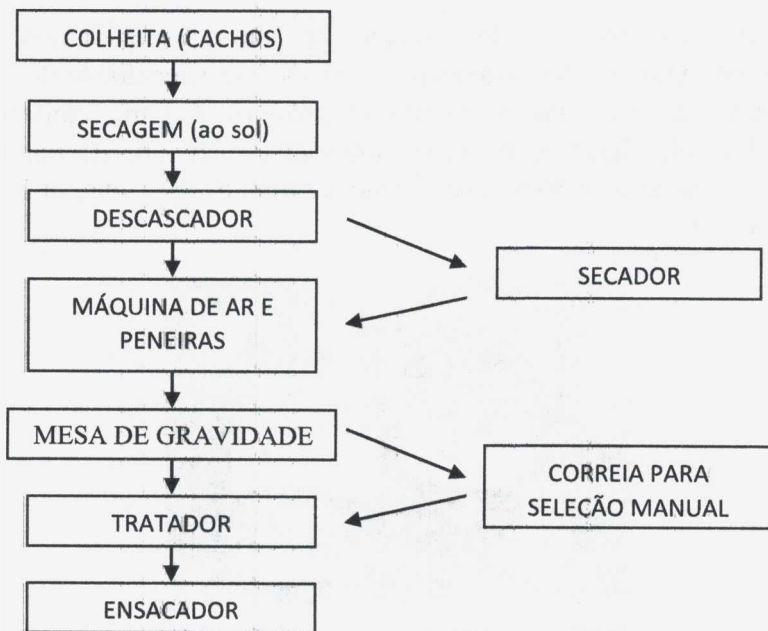 COLHEITA (CACHOS)
SECAGEM (ao sol)
DESCASCADOR
SECADOR
MÁQUINA DE AR E
PENEIRAS
MESA DE GRAVIDADE
CORREIA PARA
SELEÇÃO MANUAL
TRATADOR
ENSACADOR